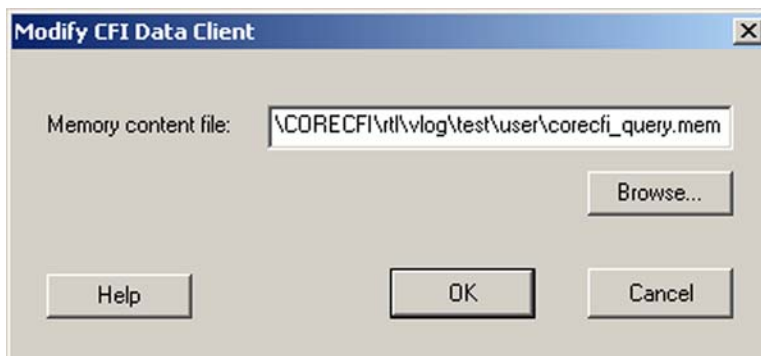 Modify CFI Data Client
Memory content file: \CORECFI\rtl\vlog\test\user\corecfi_query.mem
Browse...
Help OK Cancel